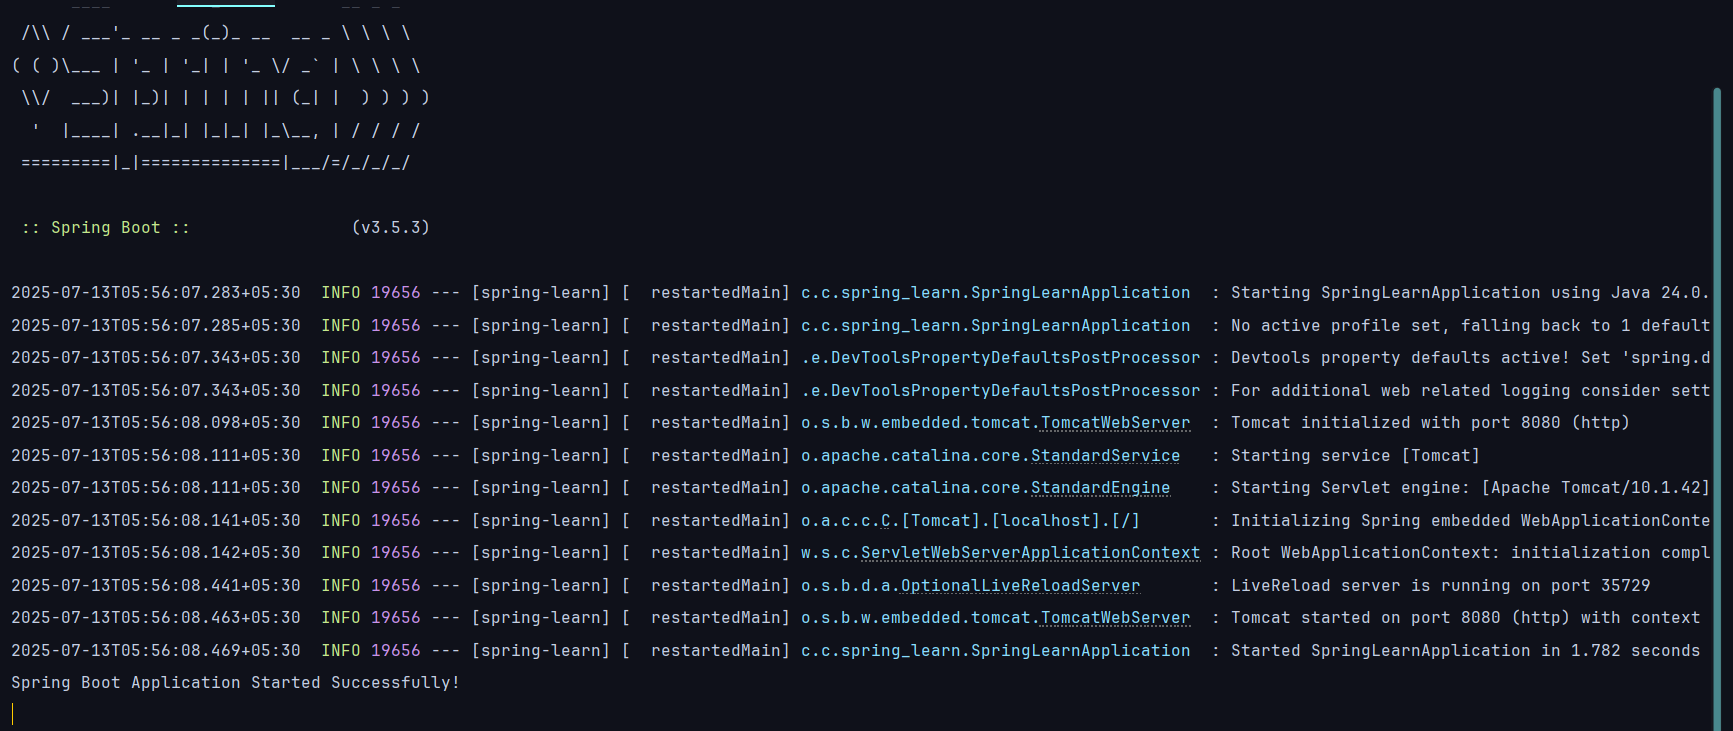 /\\ / ___'_ __ _ _(_)_ __  __ _ \ \ \ \
( ( )\___ | '_ | '_| | '_ \/ _` | \ \ \ \
 \\/  ___)| |_)| | | | | || (_| |  ) ) ) )
  '  |____| .__|_| |_|_| |_\__, | / / / /
 =========|_|==============|___/=/_/_/_/
 :: Spring Boot ::                (v3.5.3)
2025-07-13T05:56:07.283+05:30  INFO 19656 --- [spring-learn] [  restartedMain] c.c.spring_learn.SpringLearnApplication  : Starting SpringLearnApplication using Java 24.0.
2025-07-13T05:56:07.285+05:30  INFO 19656 --- [spring-learn] [  restartedMain] c.c.spring_learn.SpringLearnApplication  : No active profile set, falling back to 1 default
2025-07-13T05:56:07.343+05:30  INFO 19656 --- [spring-learn] [  restartedMain] .e.DevToolsPropertyDefaultsPostProcessor : Devtools property defaults active! Set 'spring.d
2025-07-13T05:56:07.343+05:30  INFO 19656 --- [spring-learn] [  restartedMain] .e.DevToolsPropertyDefaultsPostProcessor : For additional web related logging consider sett
2025-07-13T05:56:08.098+05:30  INFO 19656 --- [spring-learn] [  restartedMain] o.s.b.w.embedded.tomcat.TomcatWebServer  : Tomcat initialized with port 8080 (http)
2025-07-13T05:56:08.111+05:30  INFO 19656 --- [spring-learn] [  restartedMain] o.apache.catalina.core.StandardService   : Starting service [Tomcat]
2025-07-13T05:56:08.111+05:30  INFO 19656 --- [spring-learn] [  restartedMain] o.apache.catalina.core.StandardEngine    : Starting Servlet engine: [Apache Tomcat/10.1.42]
2025-07-13T05:56:08.141+05:30  INFO 19656 --- [spring-learn] [  restartedMain] o.a.c.c.C.[Tomcat].[localhost].[/]       : Initializing Spring embedded WebApplicationConte
2025-07-13T05:56:08.142+05:30  INFO 19656 --- [spring-learn] [  restartedMain] w.s.c.ServletWebServerApplicationContext : Root WebApplicationContext: initialization compl
2025-07-13T05:56:08.441+05:30  INFO 19656 --- [spring-learn] [  restartedMain] o.s.b.d.a.OptionalLiveReloadServer       : LiveReload server is running on port 35729
2025-07-13T05:56:08.463+05:30  INFO 19656 --- [spring-learn] [  restartedMain] o.s.b.w.embedded.tomcat.TomcatWebServer  : Tomcat started on port 8080 (http) with context
2025-07-13T05:56:08.469+05:30  INFO 19656 --- [spring-learn] [  restartedMain] c.c.spring_learn.SpringLearnApplication  : Started SpringLearnApplication in 1.782 seconds
Spring Boot Application Started Successfully!